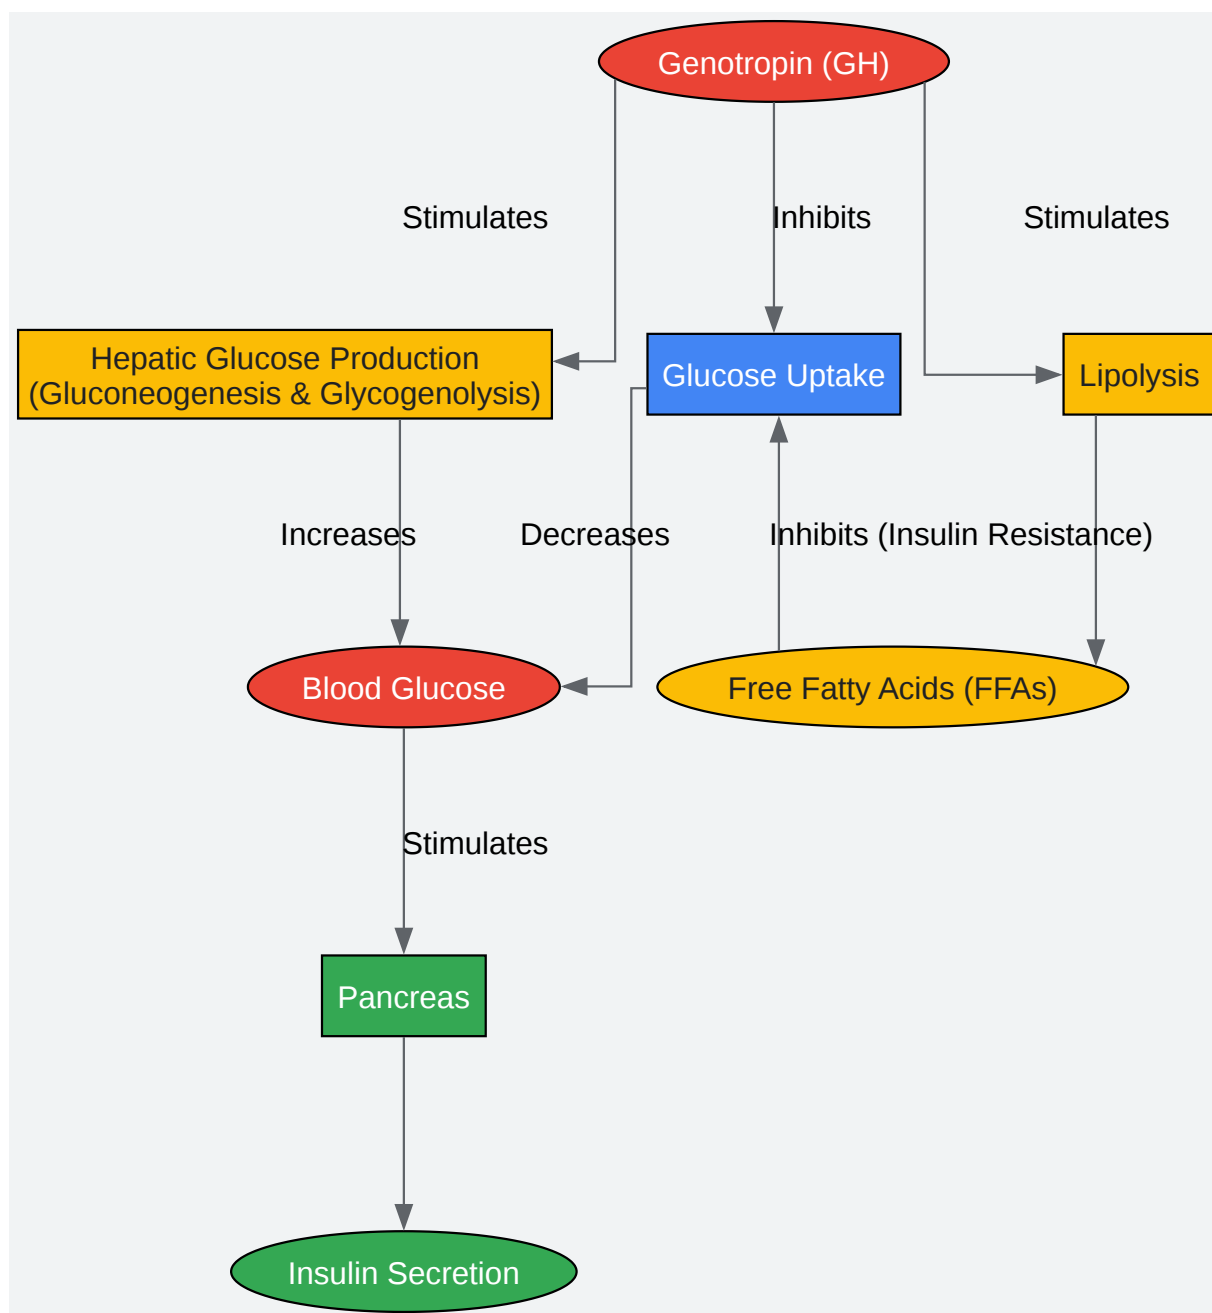 Genotropin (GH)
Stimulates
Inhibits
Stimulates
Hepatic Glucose Production
(Gluconeogenesis & Glycogenolysis)
Glucose Uptake
Lipolysis
Increases
Decreases
Inhibits (Insulin Resistance)
Blood Glucose
Free Fatty Acids (FFAs)
Stimulates
Pancreas
Insulin Secretion